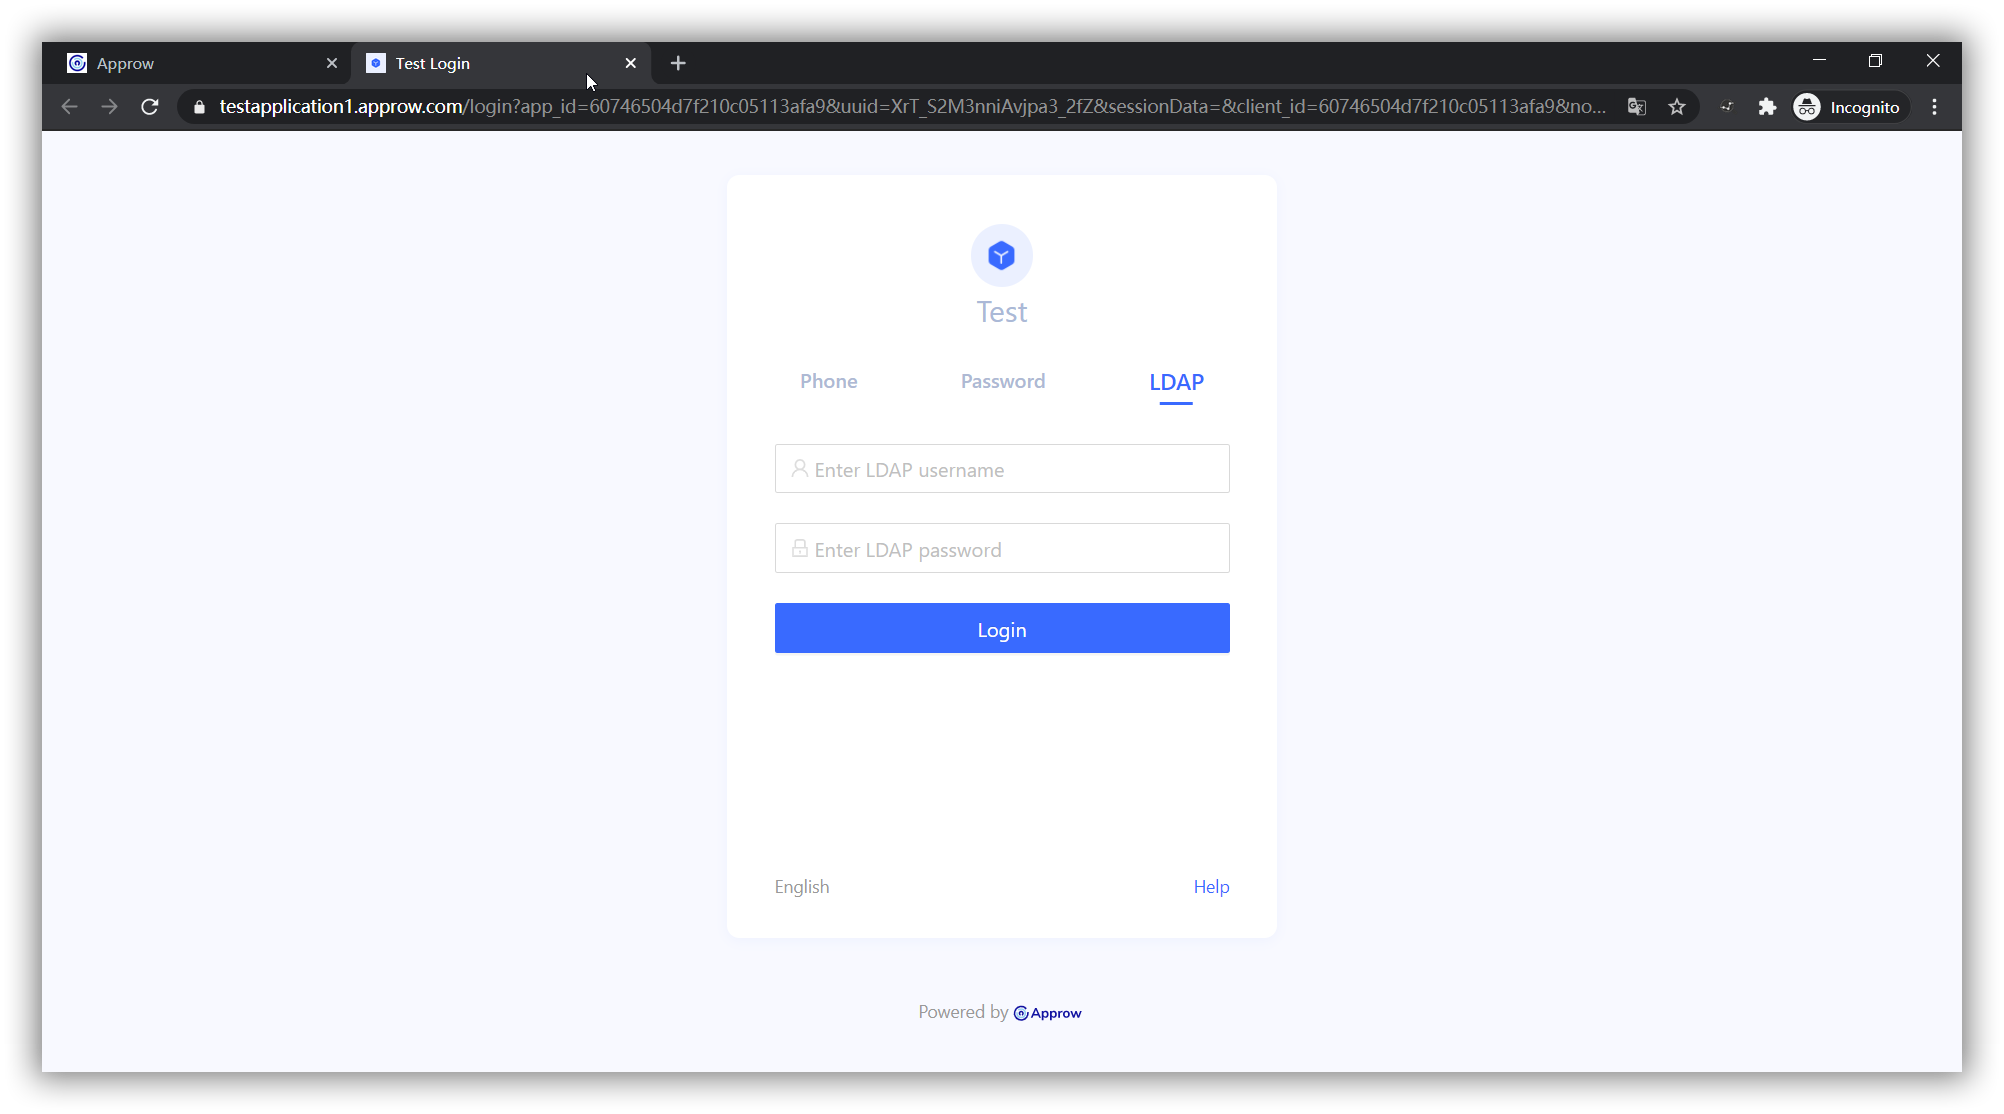 Approw
Test Login
testapplication1.approw.com/login?app_id=60746504d7f210c05113afa9&uuid=XrT_S2M3nniAvjpa3_2fZ&sessionData=&client_id=60746504d7f210c05113afa9&no...
Incognito
Test
Phone Password LDAP
Enter LDAP username
Enter LDAP password
Login
English Help
Powered by Approw